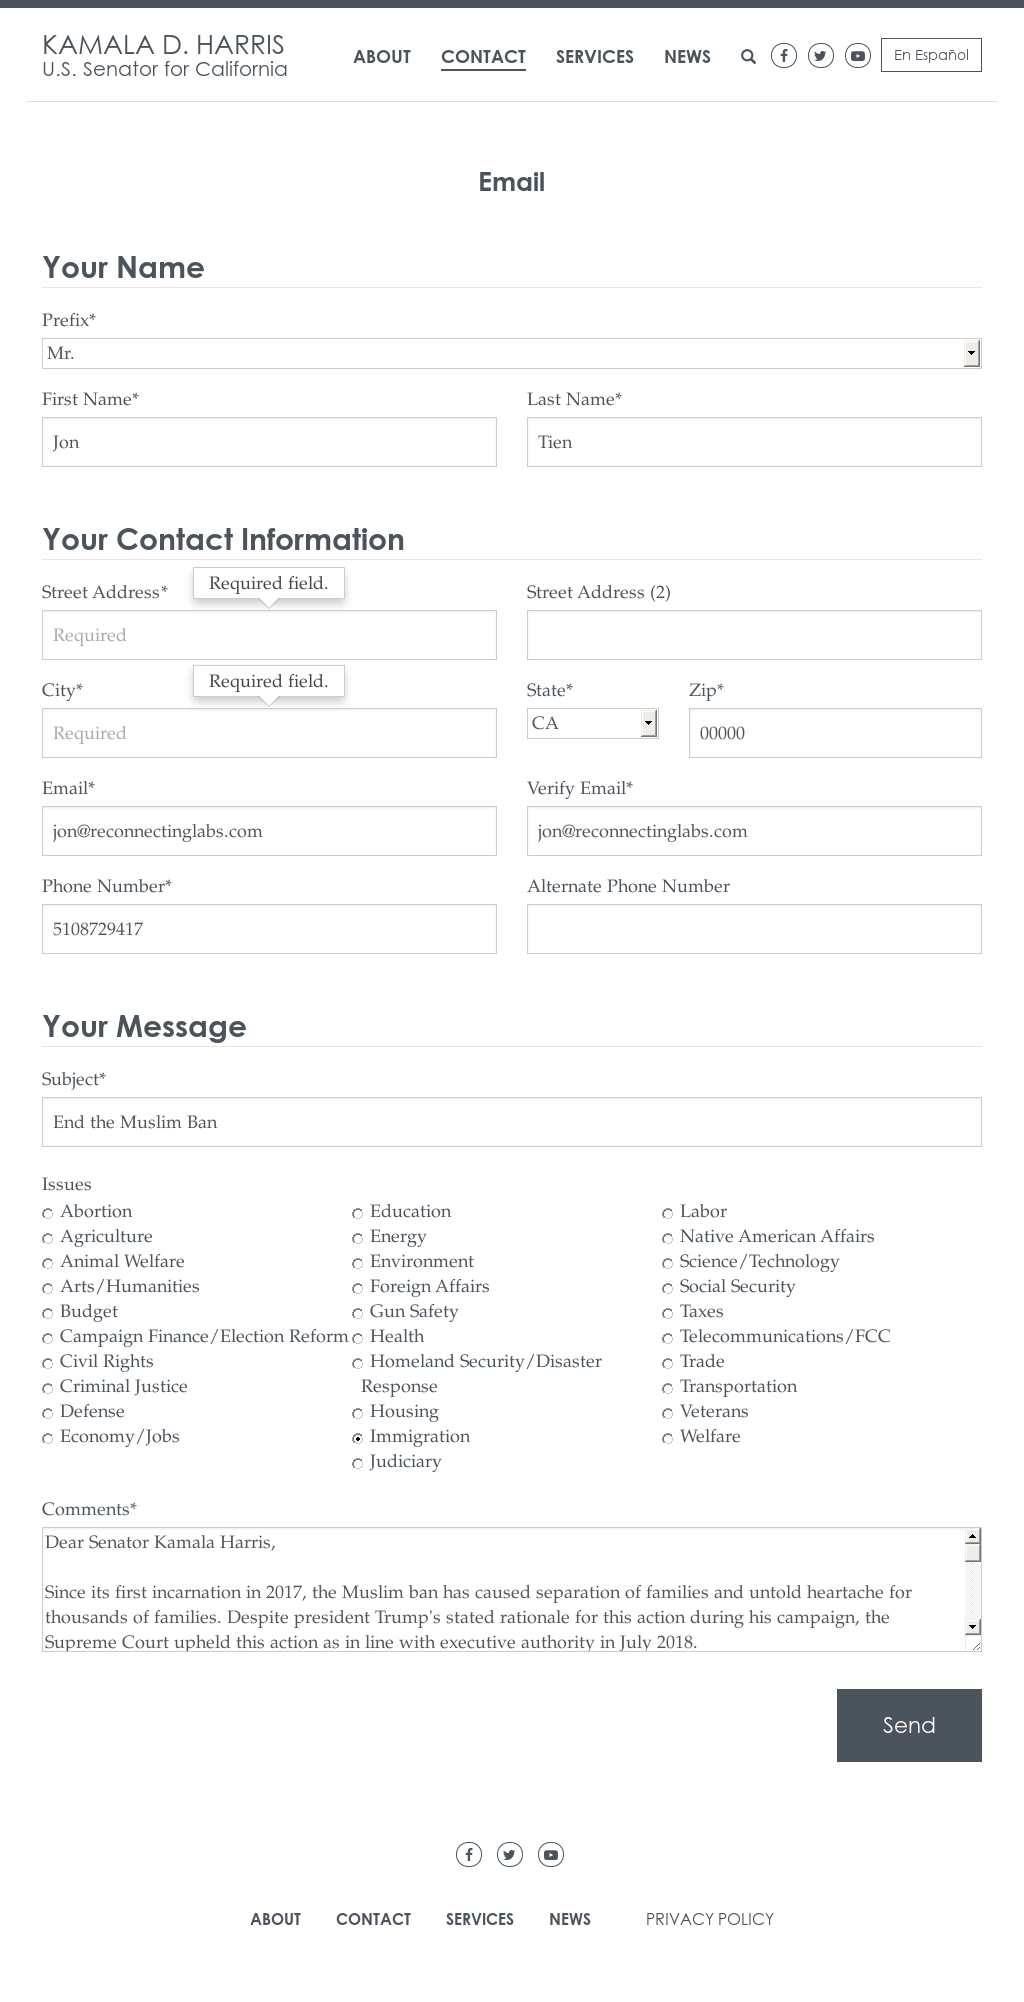 KAMALA D. HARRIS
U.S. Senator for California
ABOUT CONTACT SERVICES NEWS En Español
Email
Your Name
Prefix*
Mr.
First Name* Last Name*
Jon Tien
Your Contact Information
Required field.
Street Address* Street Address (2)
Required
Required field.
City* State* Zip*
CA
Required 00000
Email* Verify Email*
jon@reconnectinglabs.com jon@reconnectinglabs.com
Phone Number* Alternate Phone Number
5108729417
Your Message
Subject*
End the Muslim Ban
Issues
Abortion Education Labor
Agriculture Energy Native American Affairs
Animal Welfare Environment Science/Technology
Arts/Humanities Foreign Affairs Social Security
Budget Gun Safety Taxes
Campaign Finance/Election Reform Health Telecommunications/FCC
Civil Rights Homeland Security/Disaster Trade
Criminal Justice Response Transportation
Defense Housing Veterans
Economy/Jobs Immigration Welfare
Judiciary
Comments*
Dear Senator Kamala Harris,
Since its first incarnation in 2017, the Muslim ban has caused separation of families and untold heartache for
thousands of families. Despite president Trump's stated rationale for this action during his campaign, the
Supreme Court upheld this action as in line with executive authority in July 2018.
Send
ABOUT CONTACT SERVICES NEWS PRIVACY POLICY